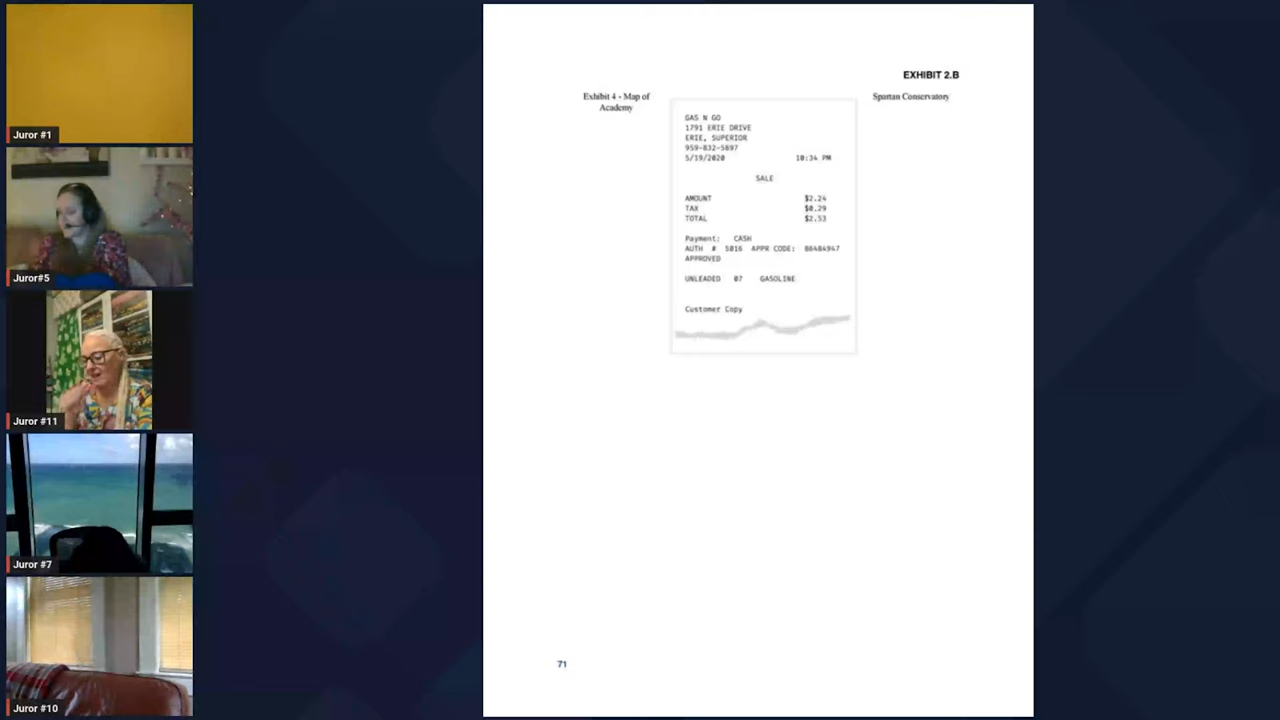 Juror #1
Juror#5
Juror #11
Juror #7
Juror #10
EXHIBIT 2.B
Exhibit 4 - Map of
Academy
Spartan Conservatory
GAS N GO
1791 ERIE DRIVE
ERIE, SUPERIOR
959-832-5897
5/19/2020 10:34 PM
SALE
AMOUNT $2.24
TAX $0.29
TOTAL $2.53
Payment: CASH
AUTH # 5016 APPR CODE: 86484947
APPROVED
UNLEADED 07 GASOLINE
Customer Copy
71